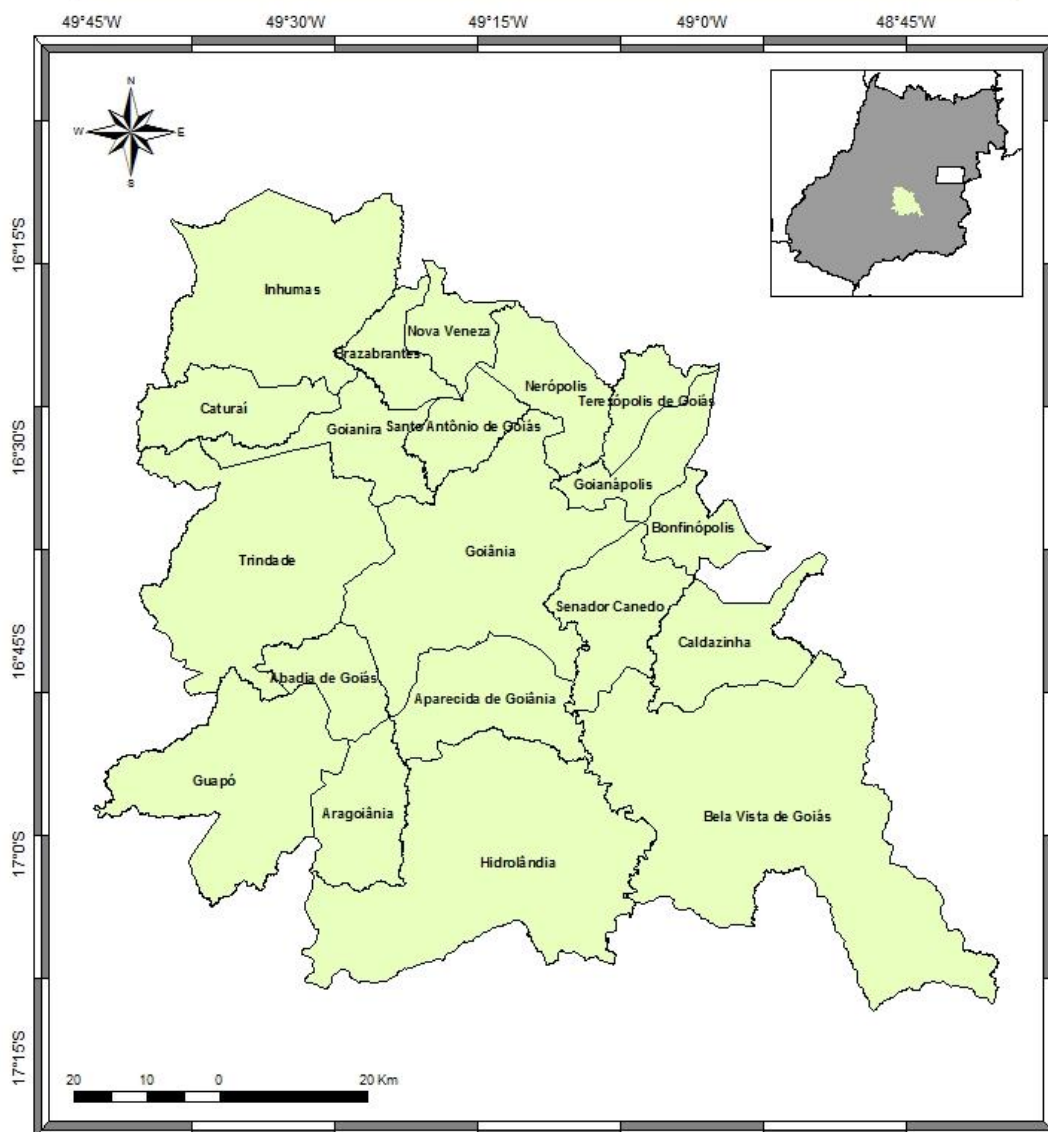 49°45'W 49°30'W 49°15'W 49°0'W 48°45'W
N
W E
S
16°15'S
Inhumas
Nova Veneza
Brazabrantes
Nerópolis
Terezópolis de Goiás
Caturaí
Goianira
Santo Antônio de Goiás
16°30'S
Goianápolis
Bonfinópolis
Goiânia
Trindade
Senador Canedo
Caldazinha
16°45'S
Abadia de Goiás
Aparecida de Goiânia
Guapó
Aragoiânia
Bela Vista de Goiás
17°0'S
Hidrolândia
17°15'S
20 10 0 20 Km